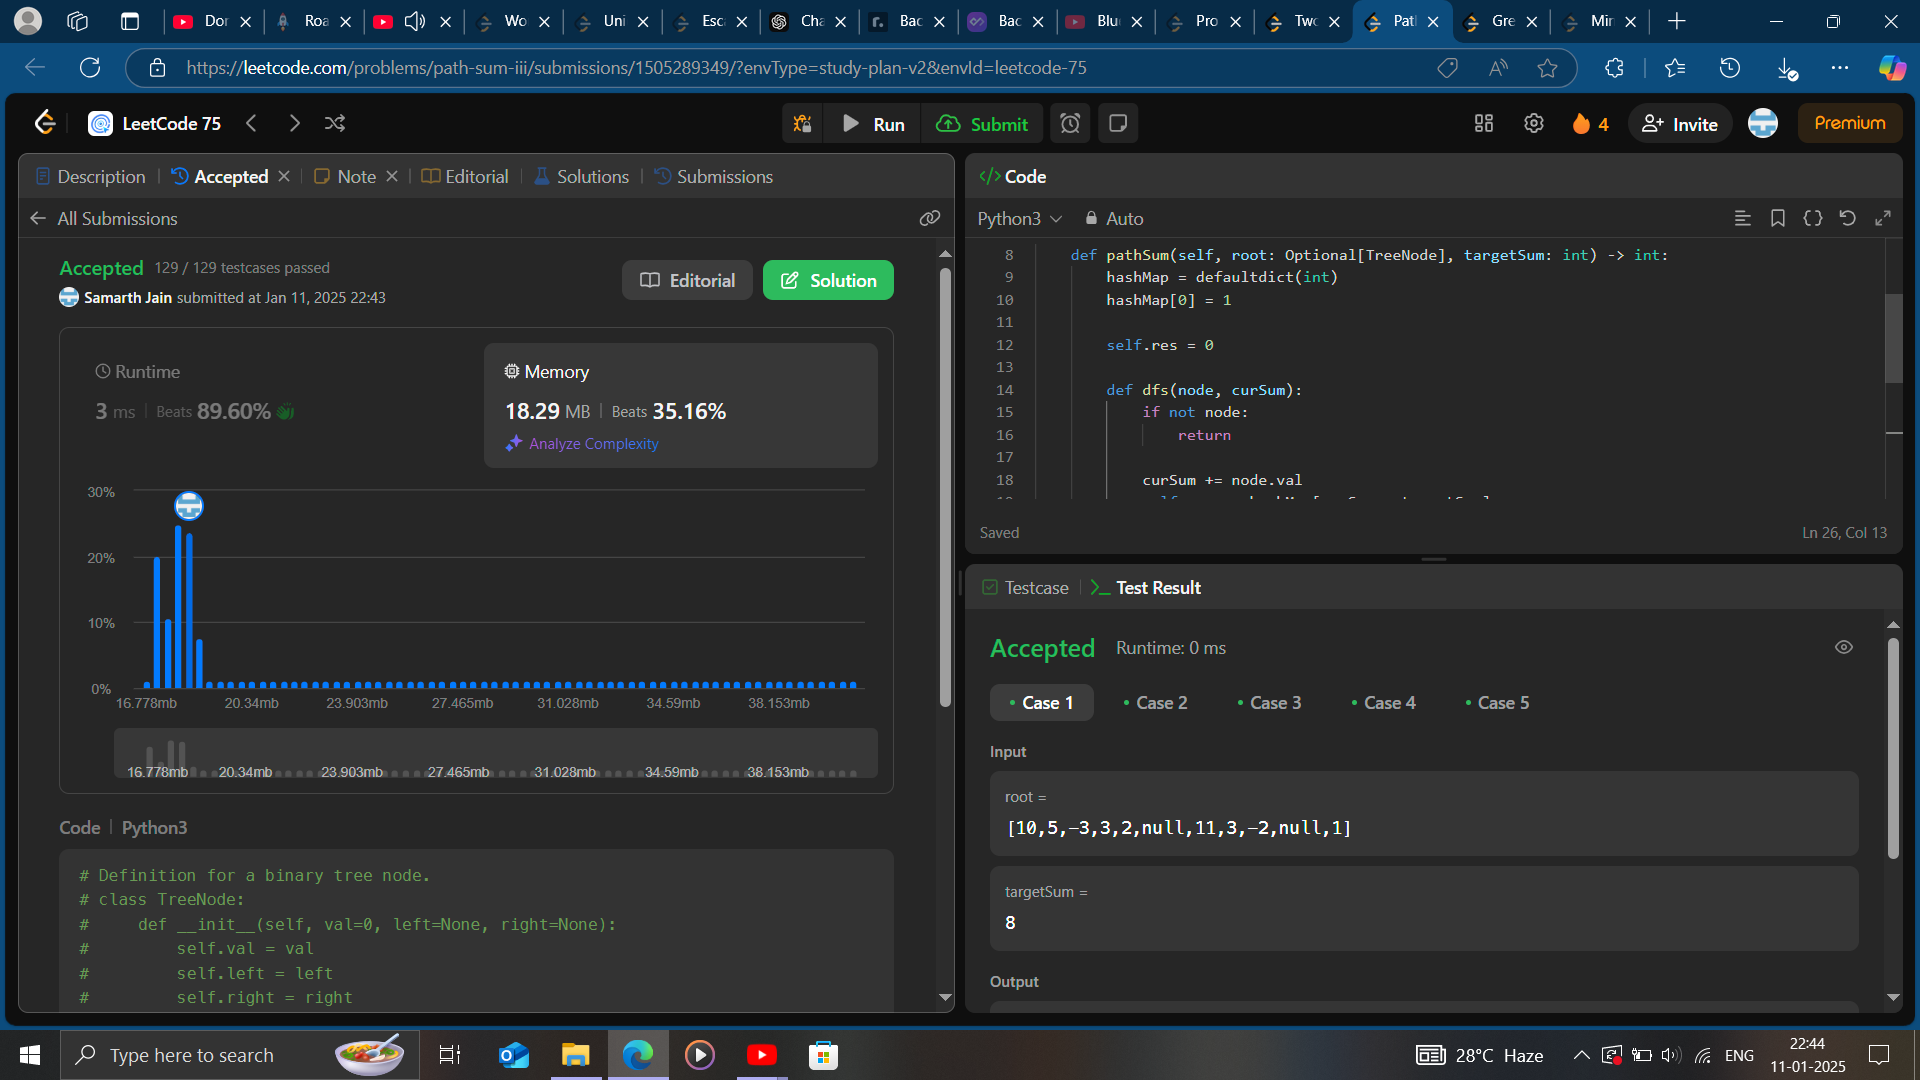 Dor
Roa
Wo
Uni
Esc
Cha
Bac
Bac
Blu
Pro
Two
Pat
Gre
Min
https://leetcode.com/problems/path-sum-iii/submissions/1505289349/?envType=study-plan-v2&envId=leetcode-75
LeetCode 75
Run
Submit
4
Invite
Premium
Description
Accepted
Note
Editorial
Solutions
Submissions
All Submissions
Accepted 129 / 129 testcases passed
Samarth Jain submitted at Jan 11, 2025 22:43
Editorial
Solution
Runtime
3 ms Beats 89.60%
Memory
18.29 MB Beats 35.16%
Analyze Complexity
30%
20%
10%
0%
16.778mb 20.34mb 23.903mb 27.465mb 31.028mb 34.59mb 38.153mb
16.778mb 20.34mb 23.903mb 27.465mb 31.028mb 34.59mb 38.153mb
Code Python3
# Definition for a binary tree node.
# class TreeNode:
#     def __init__(self, val=0, left=None, right=None):
#         self.val = val
#         self.left = left
#         self.right = right
</> Code
Python3 Auto
8 def pathSum(self, root: Optional[TreeNode], targetSum: int) -> int:
9 hashMap = defaultdict(int)
10 hashMap[0] = 1
11
12 self.res = 0
13
14 def dfs(node, curSum):
15 if not node:
16 return
17
18 curSum += node.val
Saved
Ln 26, Col 13
Testcase
Test Result
Accepted Runtime: 0 ms
Case 1
Case 2
Case 3
Case 4
Case 5
Input
root =
[10,5,-3,3,2,null,11,3,-2,null,1]
targetSum =
8
Output
Type here to search
28°C Haze
ENG
22:44
11-01-2025